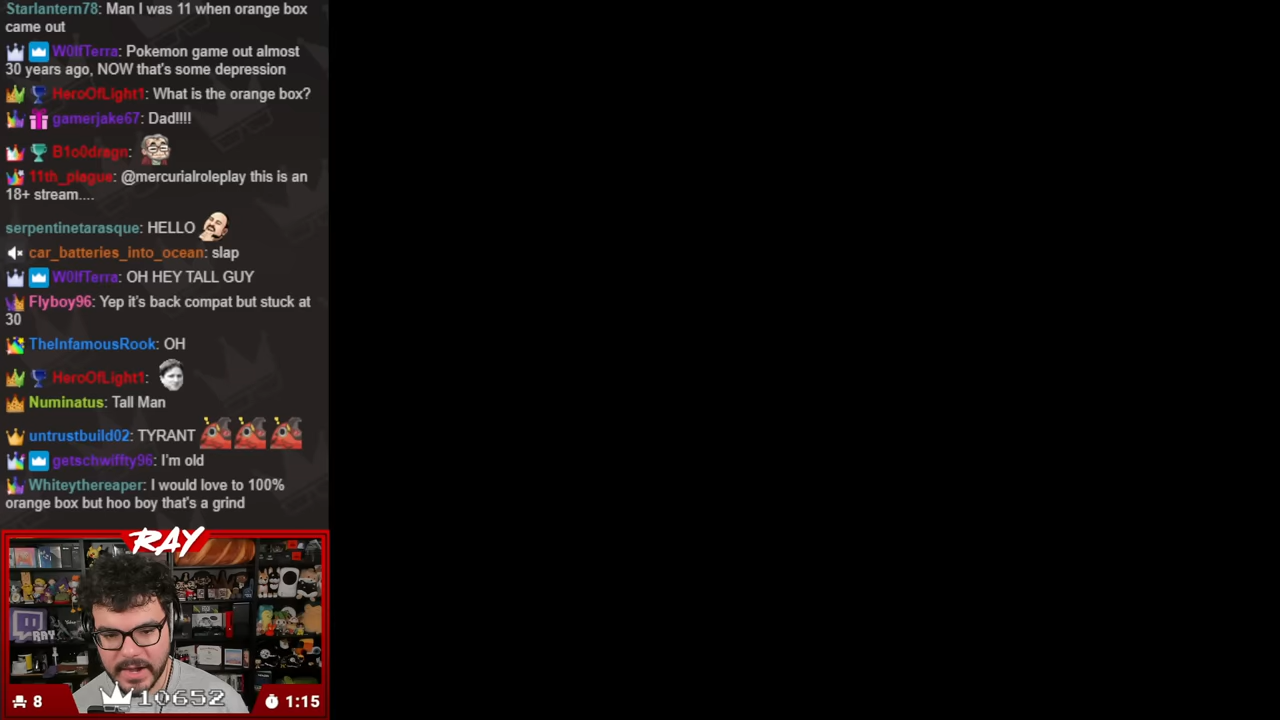 Starlantern78: Man I was 11 when orange box
came out
W0lfTerra: Pokemon game out almost
30 years ago, NOW that's some depression
HeroOfLight1: What is the orange box?
gamerjake67: Dad!!!!
B1o0dragn:
11th_plague: @mercurialroleplay this is an
18+ stream....
serpentinetarasque: HELLO
car_batteries_into_ocean: slap
W0lfTerra: OH HEY TALL GUY
Flyboy96: Yep it's back compat but stuck at
30
TheInfamousRook: OH
HeroOfLight1:
Numinatus: Tall Man
untrustbuild02: TYRANT
getschwiffty96: I'm old
Whiteythereaper: I would love to 100%
orange box but hoo boy that's a grind
RAY
RAY
8
10652
1:15